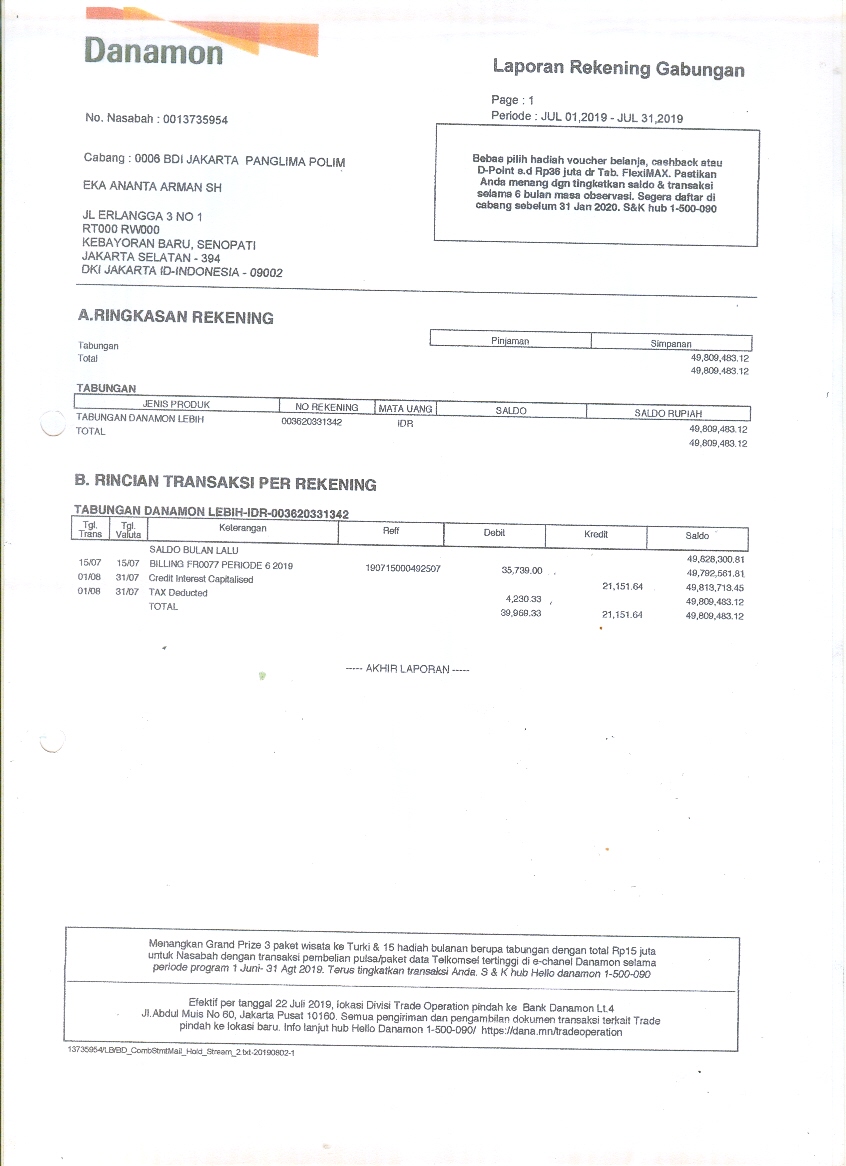 Danamon
Laporan Rekening Gabungan
Page : 1
Periode : JUL 01,2019 - JUL 31,2019
No. Nasabah : 0013735954
Cabang : 0006 BDI JAKARTA PANGLIMA POLIM
EKA ANANTA ARMAN SH
JL ERLANGGA 3 NO 1
RT000 RW000
KEBAYORAN BARU, SENOPATI
JAKARTA SELATAN - 394
DKI JAKARTA ID-INDONESIA - 09002
Bebas pilih hadiah voucher belanja, cashback atau
D-Point s.d Rp36 juta dr Tab. FlexiMAX. Pastikan
Anda menang dgn tingkatkan saldo & transaksi
selama 6 bulan masa observasi. Segera daftar di
cabang sebelum 31 Jan 2020. S&K hub 1-500-090
A.RINGKASAN REKENING
Pinjaman Simpanan
Tabungan 49,809,483.12
Total 49,809,483.12
TABUNGAN
JENIS PRODUK NO REKENING MATA UANG SALDO SALDO RUPIAH
TABUNGAN DANAMON LEBIH 003620331342 IDR 49,809,483.12
TOTAL 49,809,483.12
B. RINCIAN TRANSAKSI PER REKENING
TABUNGAN DANAMON LEBIH-IDR-003620331342
Tgl. Trans Tgl. Valuta Keterangan Reff Debit Kredit Saldo
SALDO BULAN LALU 49,828,300.81
15/07 15/07 BILLING FR0077 PERIODE 6 2019 190715000492507 35,739.00 49,792,561.81
01/08 31/07 Credit Interest Capitalised 21,151.64 49,813,713.45
01/08 31/07 TAX Deducted 4,230.33 49,809,483.12
TOTAL 39,969.33 21,151.64 49,809,483.12
----- AKHIR LAPORAN -----
Menangkan Grand Prize 3 paket wisata ke Turki & 15 hadiah bulanan berupa tabungan dengan total Rp15 juta
untuk Nasabah dengan transaksi pembelian pulsa/paket data Telkomsel tertinggi di e-chanel Danamon selama
periode program 1 Juni- 31 Agt 2019. Terus tingkatkan transaksi Anda. S & K hub Hello danamon 1-500-090
Efektif per tanggal 22 Juli 2019, lokasi Divisi Trade Operation pindah ke Bank Danamon Lt.4
Jl.Abdul Muis No 60, Jakarta Pusat 10160. Semua pengiriman dan pengambilan dokumen transaksi terkait Trade
pindah ke lokasi baru. Info lanjut hub Hello Danamon 1-500-090/ https://dana.mn/tradeoperation
13735954/LB/BD_CombStmtMail_Hold_Stream_2.txt-20190802-1